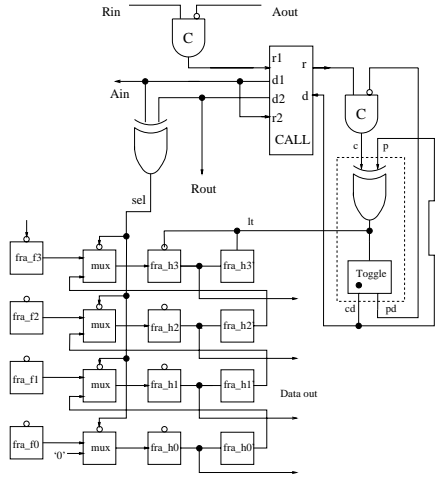 Rin Aout
C
r1 r
Ain d1
d2 d
r2
CALL
C
c p
Rout
sel
lt
fra_f3 mux fra_h3 fra_h3'
Toggle
cd pd
fra_f2 mux fra_h2 fra_h2'
fra_f1 mux fra_h1 fra_h1'
Data out
fra_f0 mux fra_h0 fra_h0'
‘0’